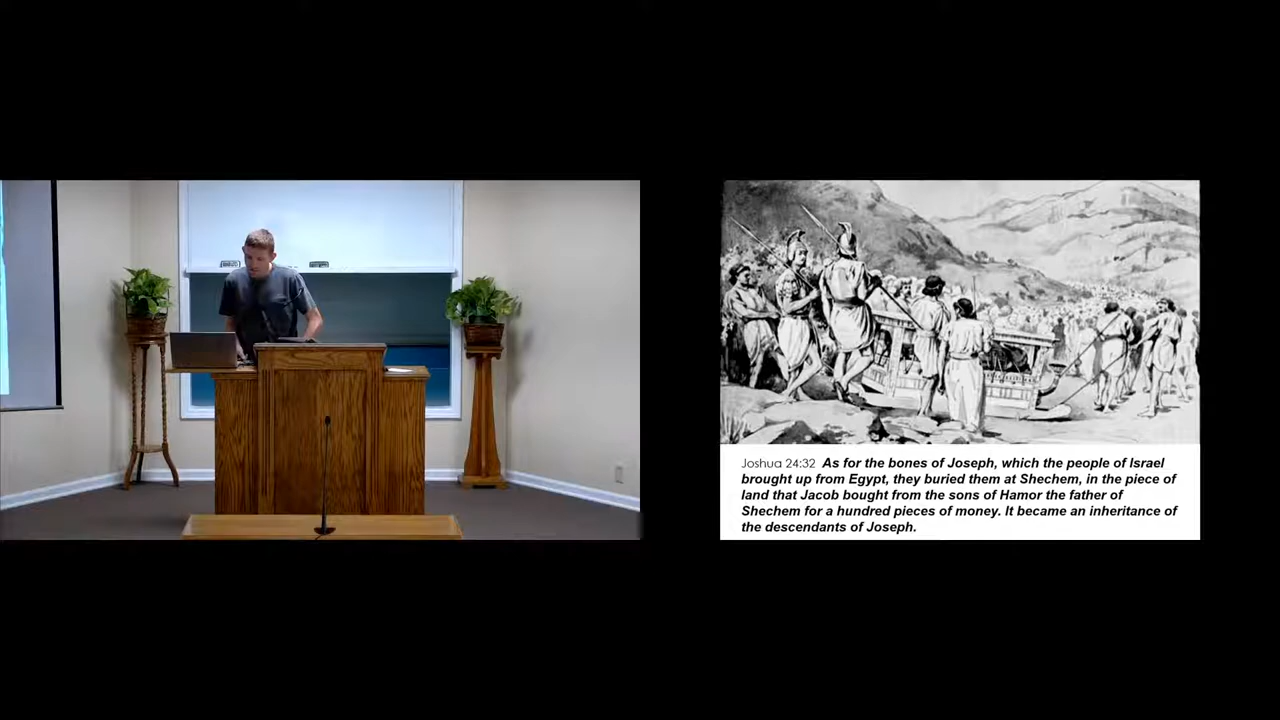 Joshua 24:32 As for the bones of Joseph, which the people of Israel
brought up from Egypt, they buried them at Shechem, in the piece of
land that Jacob bought from the sons of Hamor the father of
Shechem for a hundred pieces of money. It became an inheritance of
the descendants of Joseph.